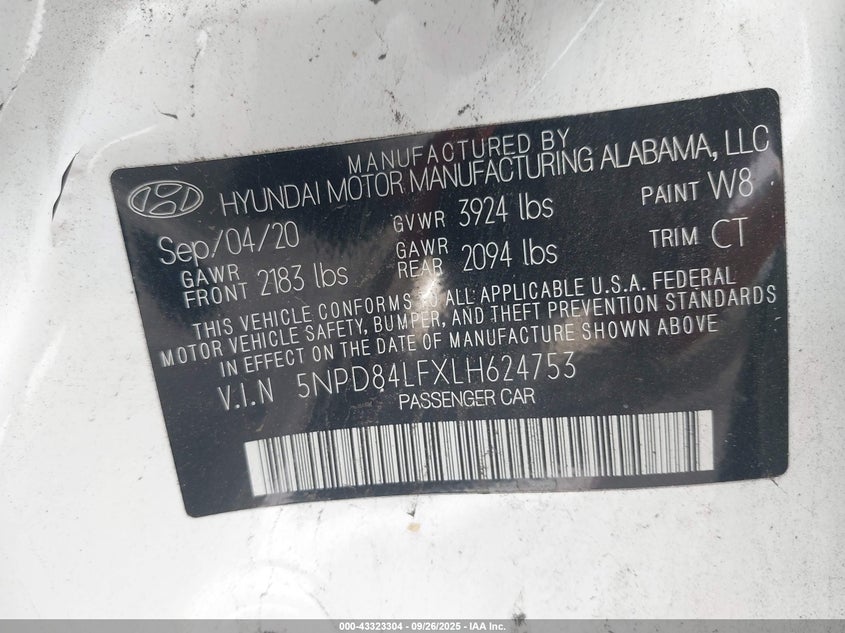 MANUFACTURED BY
HYUNDAI MOTOR MANUFACTURING ALABAMA, LLC
Sep/04/20 GVWR 3924 lbs PAINT W8
GAWR FRONT 2183 lbs GAWR REAR 2094 lbs TRIM CT
THIS VEHICLE CONFORMS TO ALL APPLICABLE U.S.A. FEDERAL
MOTOR VEHICLE SAFETY, BUMPER, AND THEFT PREVENTION STANDARDS
IN EFFECT ON THE DATE OF MANUFACTURE SHOWN ABOVE
V.I.N 5NPD84LFXLH624753
PASSENGER CAR
000-43323304 - 09/26/2025 - IAA Inc.